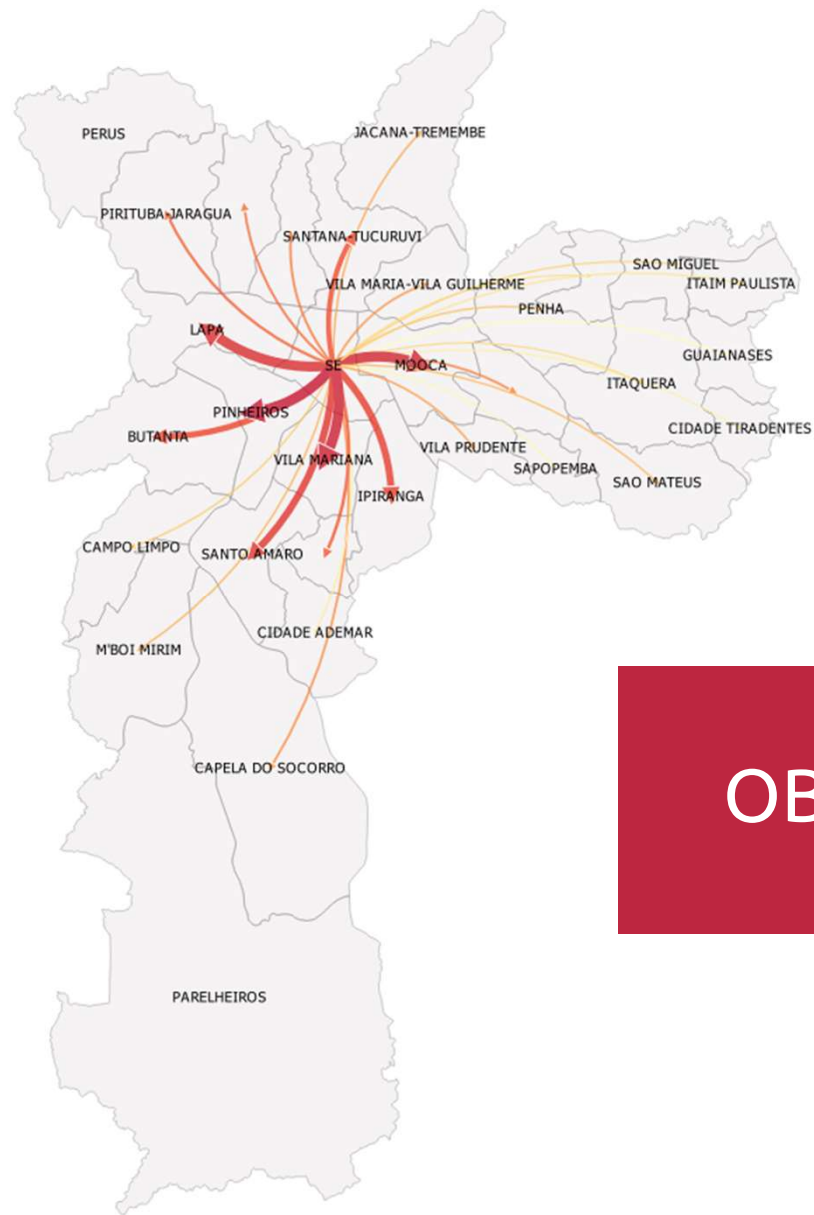 JACANA-TREMEMBE
PERUS
PIRITUBA-JARAGUA
SANTANA-TUCURUVI
SAO MIGUEL
VILA MARIA-VILA GUILHERME
ITAIM PAULISTA
PENHA
LAPA
GUAIANASES
SE
MOOCA
ITAQUERA
PINHEIROS
CIDADE TIRADENTES
BUTANTA
VILA PRUDENTE
VILA MARIANA
SAPOPEMBA
SAO MATEUS
IPIRANGA
CAMPO LIMPO
SANTO AMARO
CIDADE ADEMAR
M'BOI MIRIM
CAPELA DO SOCORRO
OB
PARELHEIROS